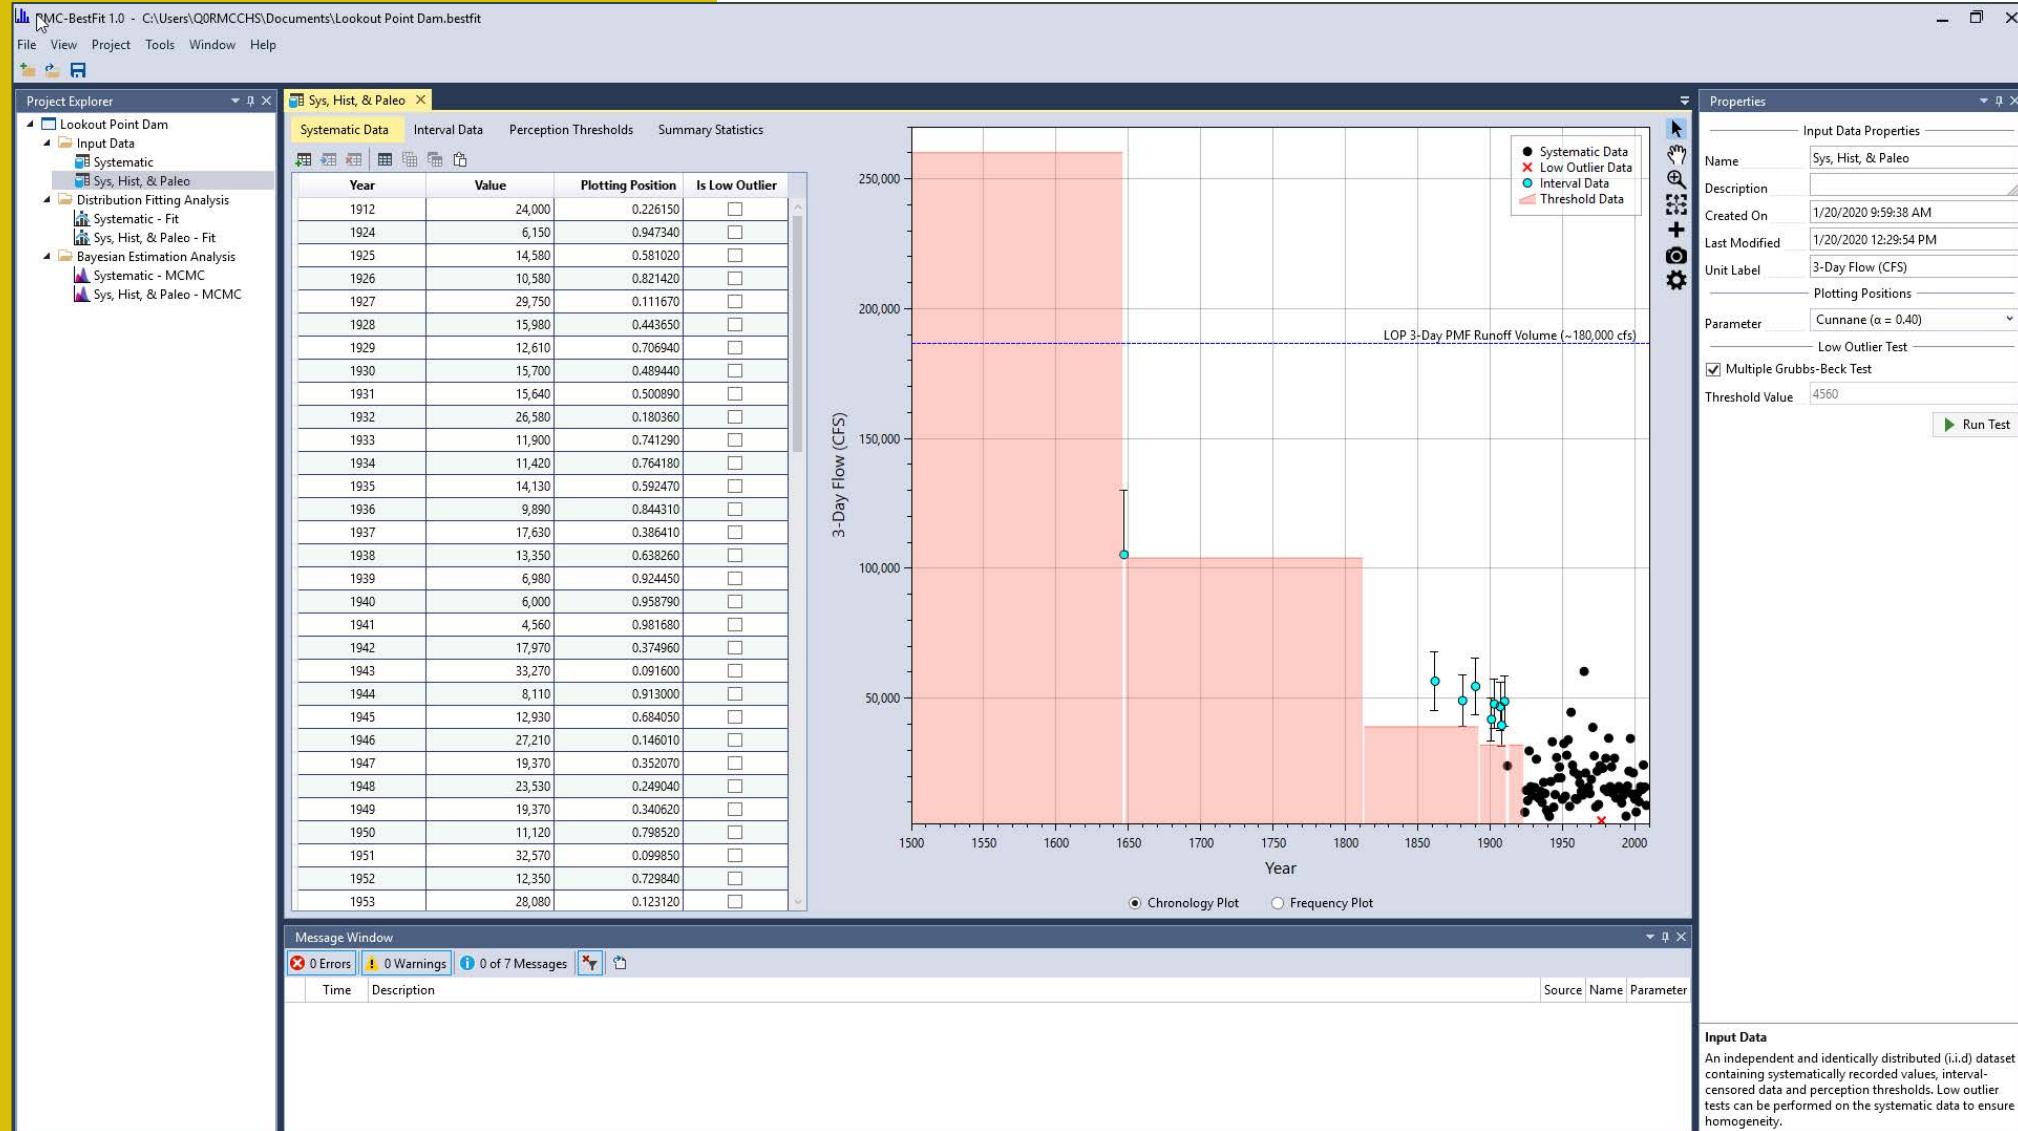 RMC-BestFit 1.0 - C:\Users\Q0RMCCHS\Documents\Lookout Point Dam.bestfit
File View Project Tools Window Help
Project Explorer
Lookout Point Dam
Input Data
Systematic
Sys, Hist, & Paleo
Distribution Fitting Analysis
Systematic - Fit
Sys, Hist, & Paleo - Fit
Bayesian Estimation Analysis
Systematic - MCMC
Sys, Hist, & Paleo - MCMC
Sys, Hist, & Paleo
Systematic Data Interval Data Perception Thresholds Summary Statistics
Year Value Plotting Position Is Low Outlier
1912 24,000 0.226150
1924 6,150 0.947340
1925 14,580 0.581020
1926 10,580 0.821420
1927 29,750 0.111670
1928 15,980 0.443650
1929 12,610 0.706940
1930 15,700 0.489440
1931 15,640 0.500890
1932 26,580 0.180360
1933 11,900 0.741290
1934 11,420 0.764180
1935 14,130 0.592470
1936 9,890 0.844310
1937 17,630 0.386410
1938 13,350 0.638260
1939 6,980 0.924450
1940 6,000 0.958790
1941 4,560 0.981680
1942 17,970 0.374960
1943 33,270 0.091600
1944 8,110 0.913000
1945 12,930 0.684050
1946 27,210 0.146010
1947 19,370 0.352070
1948 23,530 0.249040
1949 19,370 0.340620
1950 11,120 0.798520
1951 32,570 0.099850
1952 12,350 0.729840
1953 28,080 0.123120
3-Day Flow (CFS)
250,000
200,000
150,000
100,000
50,000
Systematic Data
Low Outlier Data
Interval Data
Threshold Data
LOP 3-Day PMF Runoff Volume (~180,000 cfs)
1500 1550 1600 1650 1700 1750 1800 1850 1900 1950 2000
Year
Chronology Plot Frequency Plot
Message Window
0 Errors 0 Warnings 0 of 7 Messages
Time Description Source Name Parameter
Properties
Input Data Properties
Name Sys, Hist, & Paleo
Description
Created On 1/20/2020 9:59:38 AM
Last Modified 1/20/2020 12:29:54 PM
Unit Label 3-Day Flow (CFS)
Plotting Positions
Parameter Cunnane (α = 0.40)
Low Outlier Test
Multiple Grubbs-Beck Test
Threshold Value 4560
Run Test
Input Data
An independent and identically distributed (i.i.d) dataset
containing systematically recorded values, interval-
censored data and perception thresholds. Low outlier
tests can be performed on the systematic data to ensure
homogeneity.